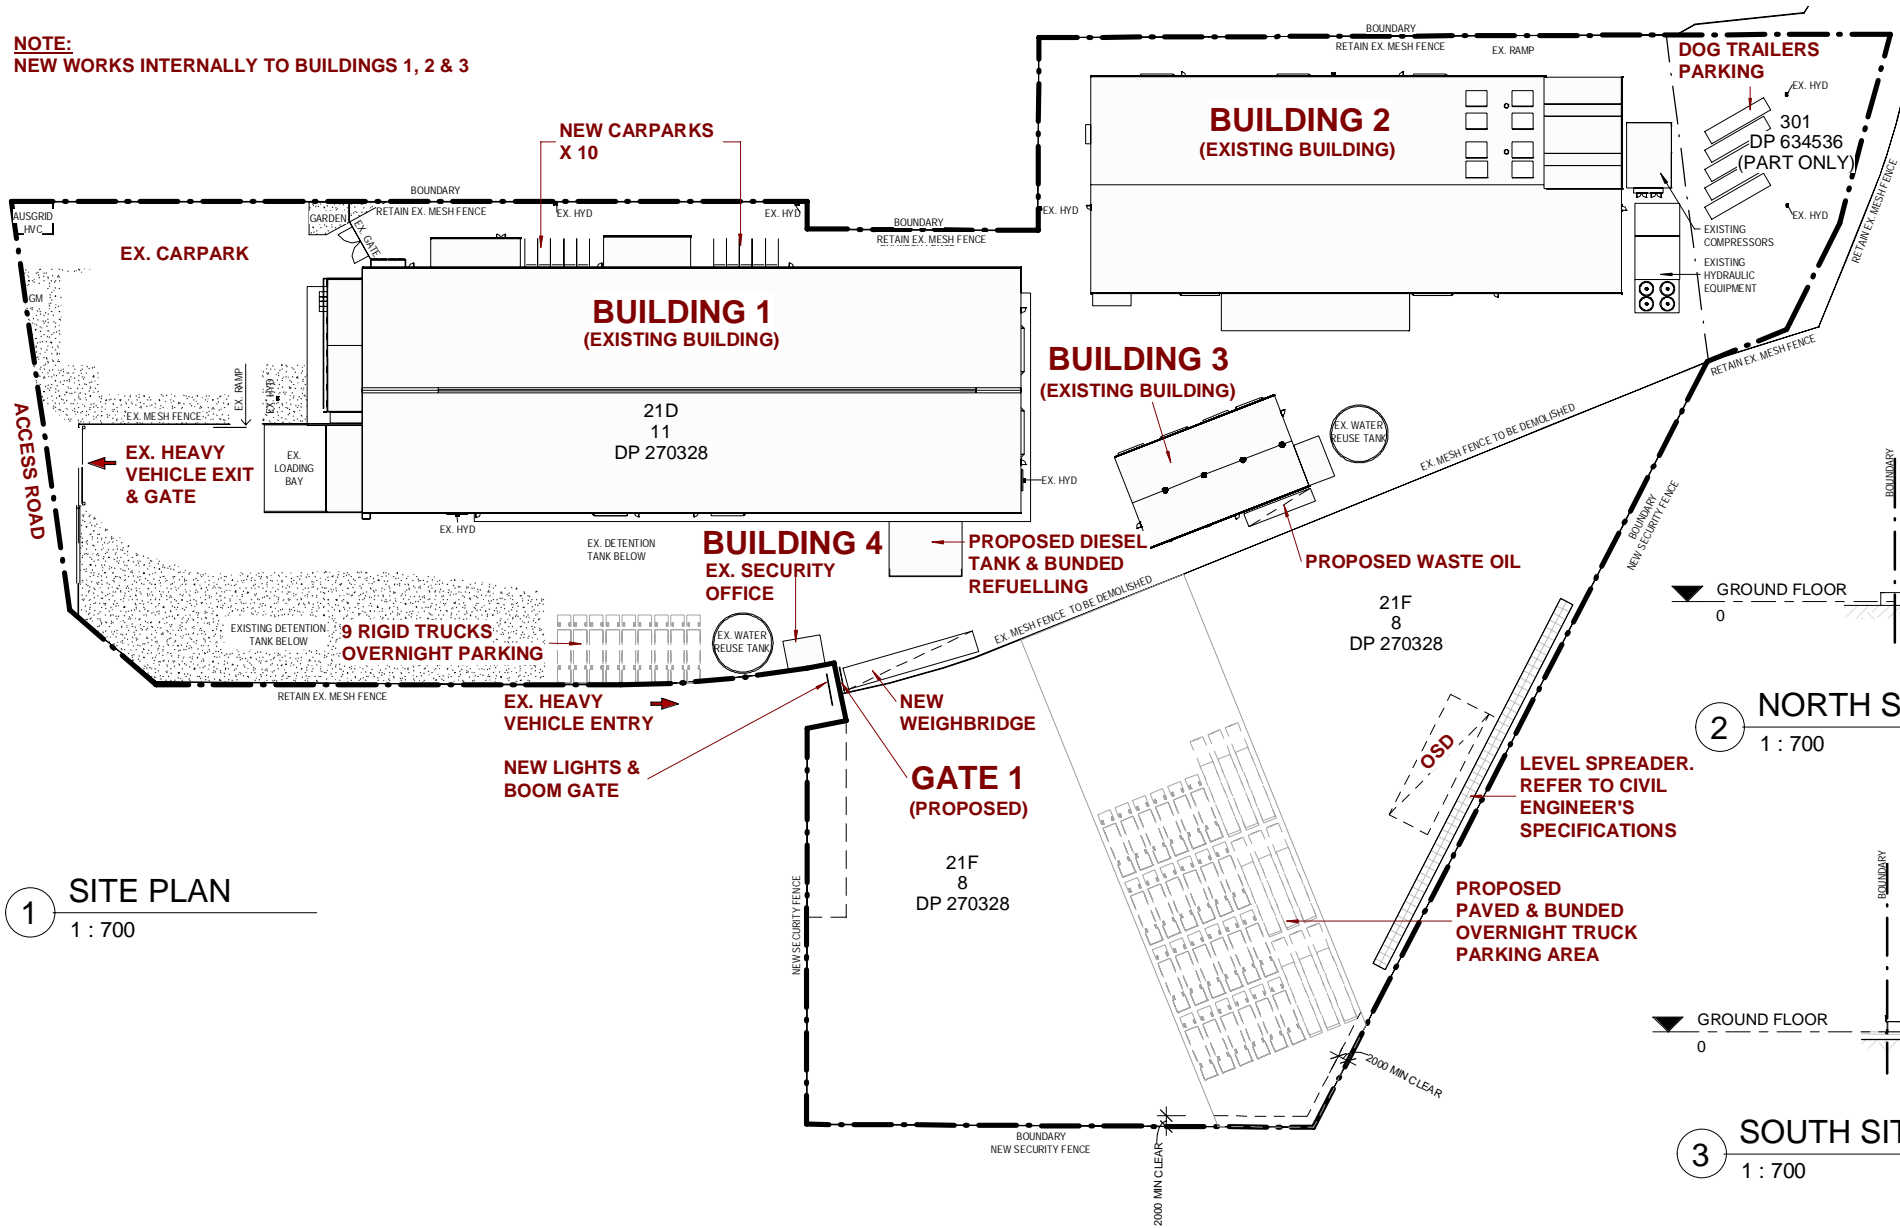 NOTE:
NEW WORKS INTERNALLY TO BUILDINGS 1, 2 & 3
BOUNDARY
RETAIN EX. MESH FENCE
EX. RAMP
DOG TRAILERS
PARKING
EX. HYD
301
DP 634536
(PART ONLY)
EX. HYD
RETAIN EX. MESH FENCE
EXISTING
COMPRESSORS
EXISTING
HYDRAULIC
EQUIPMENT
BUILDING 2
(EXISTING BUILDING)
NEW CARPARKS
X 10
BOUNDARY
RETAIN EX. MESH FENCE
EX. HYD
EX. HYD
BOUNDARY
RETAIN EX. MESH FENCE
EX. HYD
AUSGRID
HVC
GARDEN
EX. GATE
EX. CARPARK
GM
BUILDING 1
(EXISTING BUILDING)
21D
11
DP 270328
EX. RAMP
EX. HYD
EX. MESH FENCE
ACCESS ROAD
EX. HEAVY
VEHICLE EXIT
& GATE
EX.
LOADING
BAY
EX. HYD
EX. HYD
BUILDING 3
(EXISTING BUILDING)
EX. WATER
REUSE TANK
EX. MESH FENCE TO BE DEMOLISHED
RETAIN EX. MESH FENCE
BOUNDARY
NEW SECURITY FENCE
BOUNDARY
EX. DETENTION
TANK BELOW
BUILDING 4
EX. SECURITY
OFFICE
PROPOSED DIESEL
TANK & BUNDED
REFUELLING
PROPOSED WASTE OIL
EX. MESH FENCE TO BE DEMOLISHED
21F
8
DP 270328
GROUND FLOOR
0
EXISTING DETENTION
TANK BELOW
9 RIGID TRUCKS
OVERNIGHT PARKING
EX. WATER
REUSE TANK
RETAIN EX. MESH FENCE
EX. HEAVY
VEHICLE ENTRY
NEW
WEIGHBRIDGE
NEW LIGHTS &
BOOM GATE
GATE 1
(PROPOSED)
OSD
LEVEL SPREADER.
REFER TO CIVIL
ENGINEER'S
SPECIFICATIONS
2
NORTH S
1 : 700
21F
8
DP 270328
NEW SECURITY FENCE
PROPOSED
PAVED & BUNDED
OVERNIGHT TRUCK
PARKING AREA
BOUNDARY
1
SITE PLAN
1 : 700
GROUND FLOOR
0
2000 MIN CLEAR
BOUNDARY
NEW SECURITY FENCE
2000 MIN CLEAR
3
SOUTH SIT
1 : 700